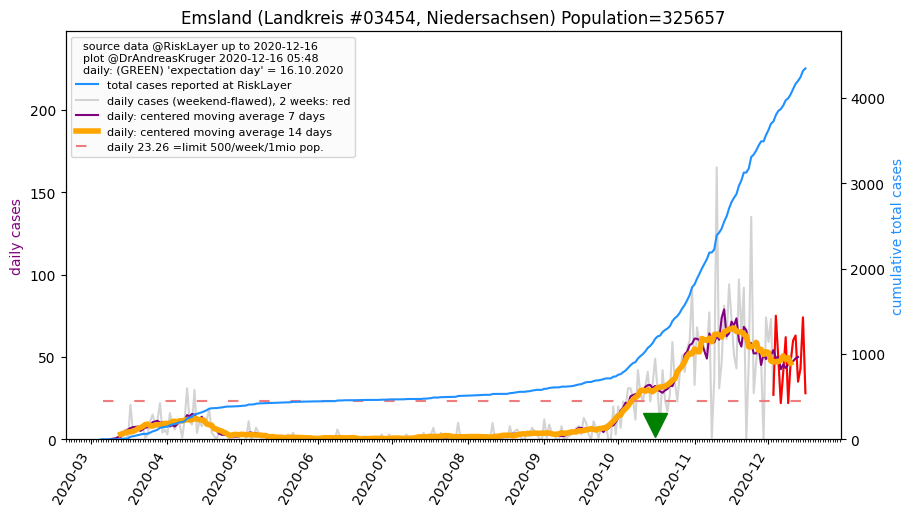 Emsland (Landkreis #03454, Niedersachsen) Population=325657
source data @RiskLayer up to 2020-12-16
plot @DrAndreasKruger 2020-12-16 05:48
daily: (GREEN) 'expectation day' = 16.10.2020
total cases reported at RiskLayer
daily cases (weekend-flawed), 2 weeks: red
daily: centered moving average 7 days
daily: centered moving average 14 days
daily 23.26 =limit 500/week/1mio pop.
daily cases
200
150
100
50
0
cumulative total cases
4000
3000
2000
1000
0
2020-03
2020-04
2020-05
2020-06
2020-07
2020-08
2020-09
2020-10
2020-11
2020-12